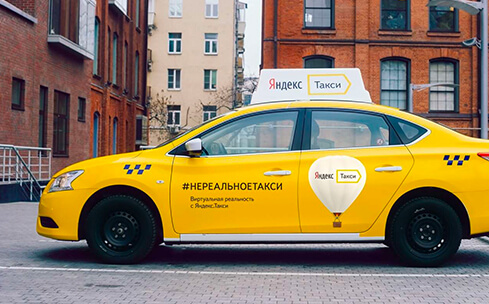 Яндекс Такси
Яндекс Такси
#НЕРЕАЛЬНОЕТАКСИ
Виртуальная реальность
с Яндекс.Такси